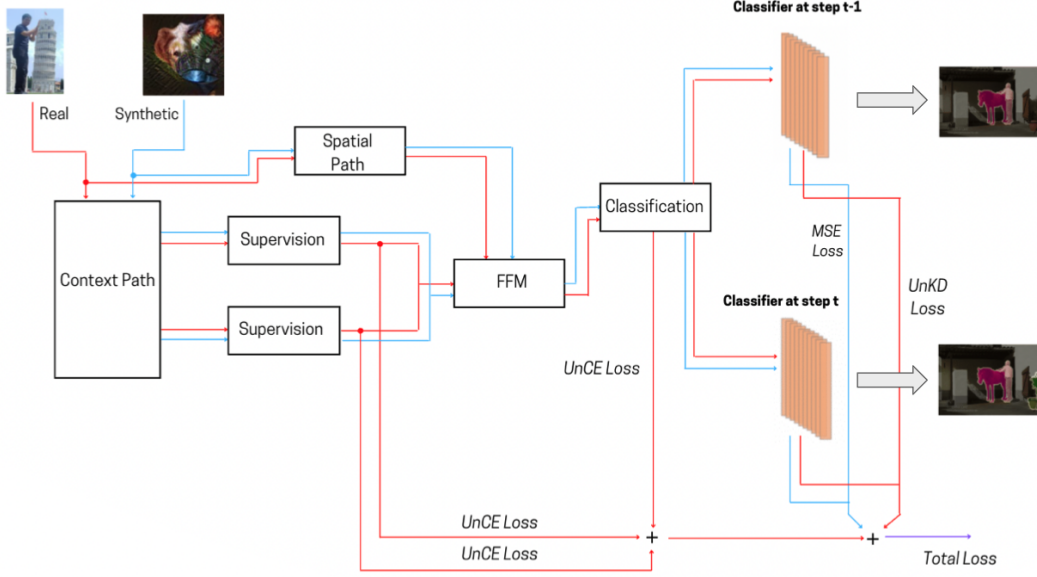 Classifier at step t-1
Real
Synthetic
Spatial
Path
Classification
Supervision
MSE
Loss
Context Path
FFM
UnKD
Loss
Classifier at step t
Supervision
UnCE Loss
UnCE Loss
+
+
UnCE Loss
Total Loss